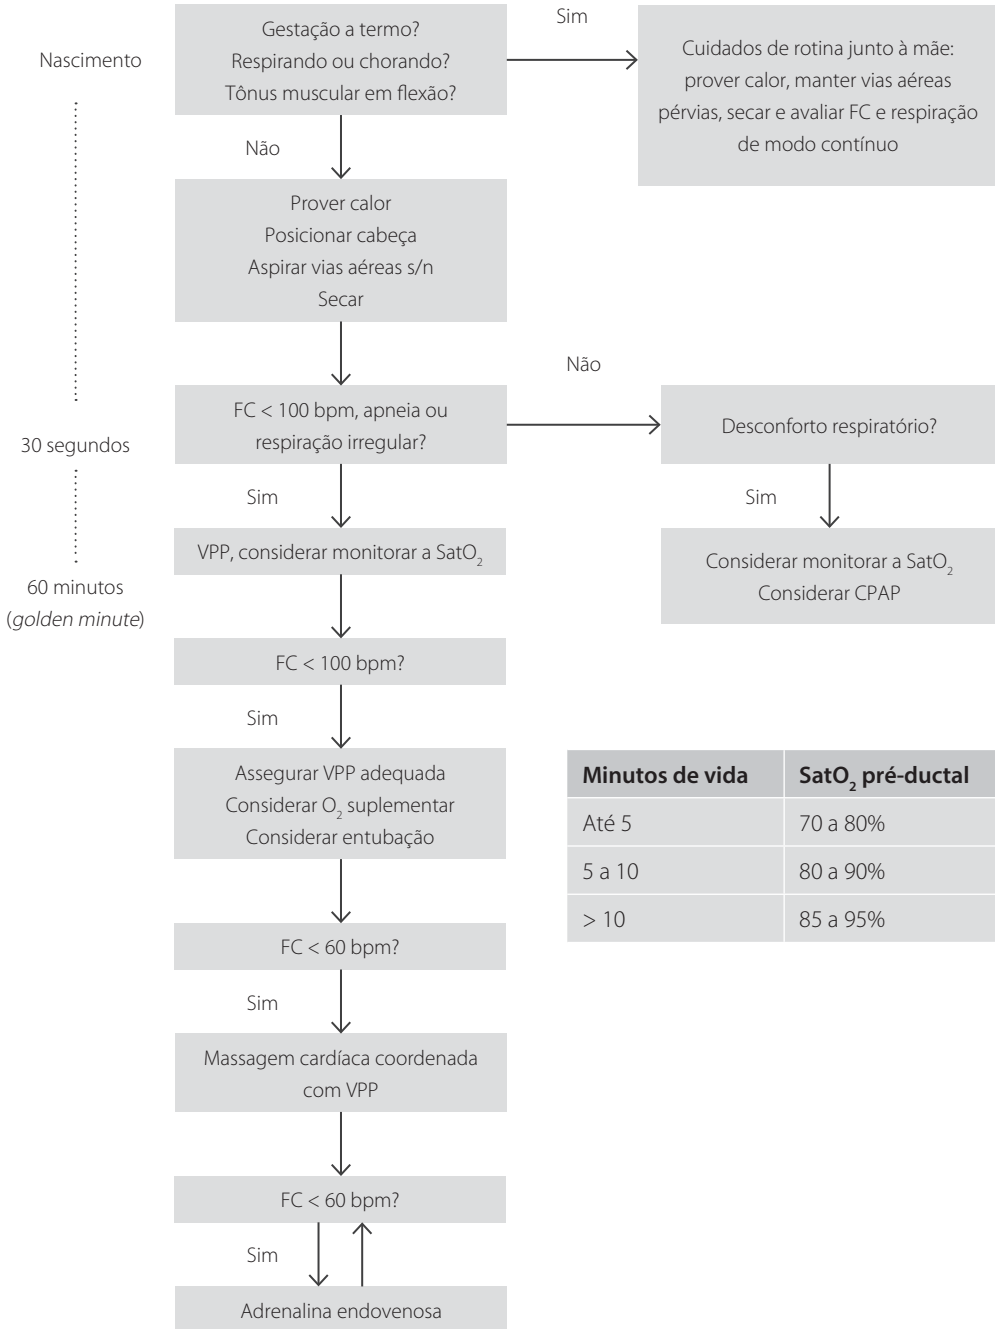 Nascimento
Gestação a termo?
Respirando ou chorando?
Tônus muscular em flexão?
Sim
Cuidados de rotina junto à mãe:
prover calor, manter vias aéreas
pérvias, secar e avaliar FC e respiração
de modo contínuo
Não
Prover calor
Posicionar cabeça
Aspirar vias aéreas s/n
Secar
30 segundos
FC < 100 bpm, apneia ou
respiração irregular?
Não
Desconforto respiratório?
Sim
Sim
VPP, considerar monitorar a SatO₂
Considerar monitorar a SatO₂
Considerar CPAP
60 minutos
(golden minute)
FC < 100 bpm?
Sim
Assegurar VPP adequada
Considerar O₂ suplementar
Considerar entubação
Minutos de vida SatO₂ pré-ductal
Até 5 70 a 80%
5 a 10 80 a 90%
> 10 85 a 95%
FC < 60 bpm?
Sim
Massagem cardíaca coordenada
com VPP
FC < 60 bpm?
Sim
Adrenalina endovenosa